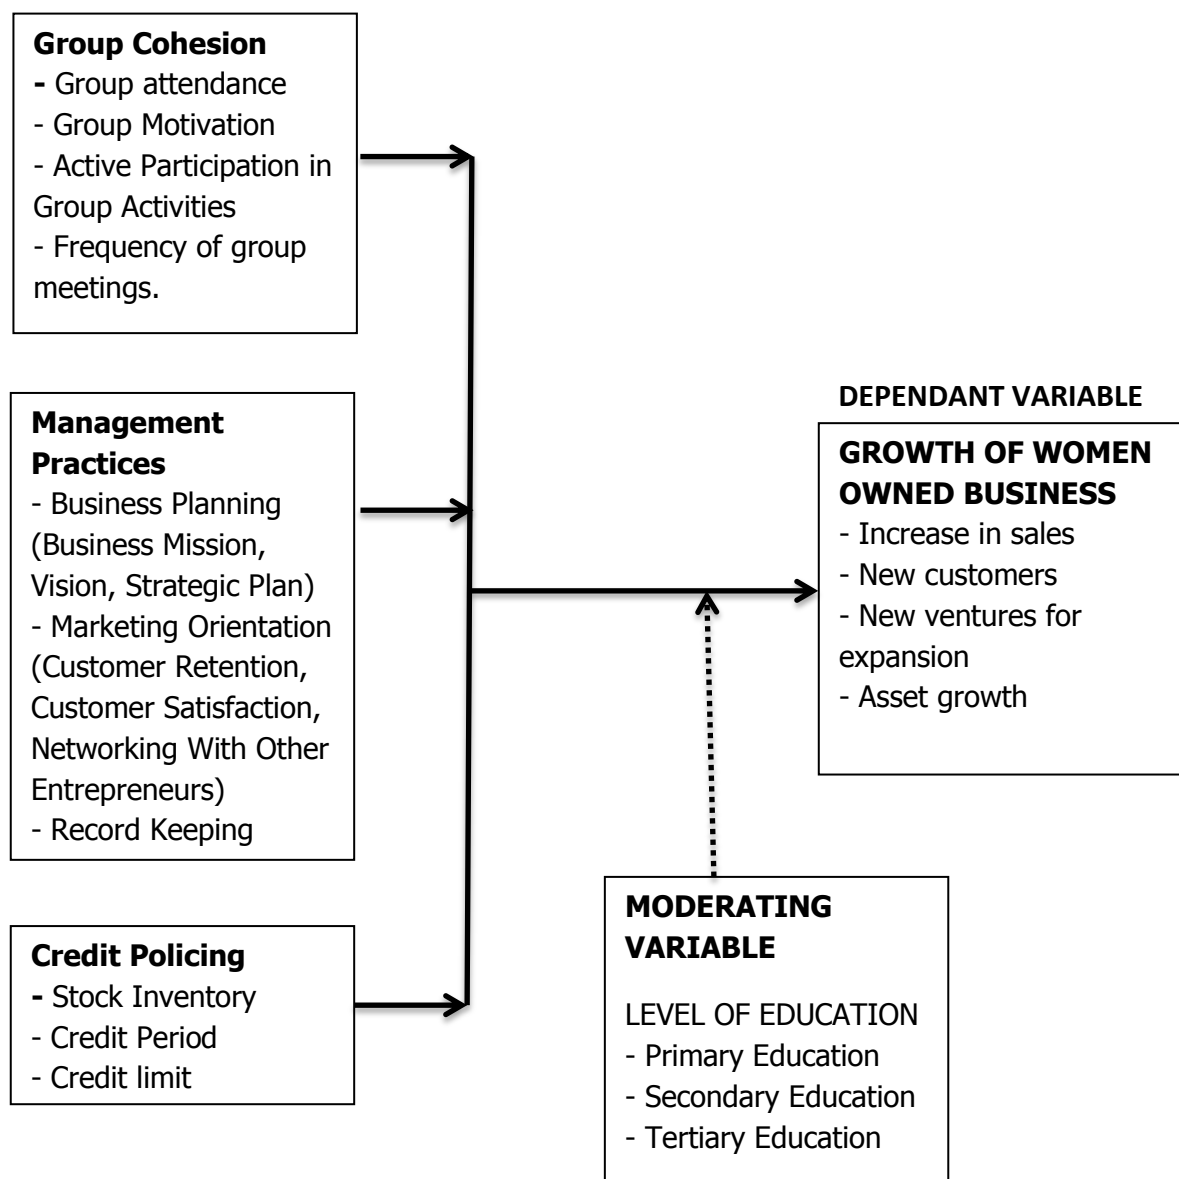 Group Cohesion
- Group attendance
- Group Motivation
- Active Participation in
Group Activities
- Frequency of group
meetings.
Management
Practices
- Business Planning
(Business Mission,
Vision, Strategic Plan)
- Marketing Orientation
(Customer Retention,
Customer Satisfaction,
Networking With Other
Entrepreneurs)
- Record Keeping
Credit Policing
- Stock Inventory
- Credit Period
- Credit limit
DEPENDANT VARIABLE
GROWTH OF WOMEN
OWNED BUSINESS
- Increase in sales
- New customers
- New ventures for
expansion
- Asset growth
MODERATING
VARIABLE
LEVEL OF EDUCATION
- Primary Education
- Secondary Education
- Tertiary Education